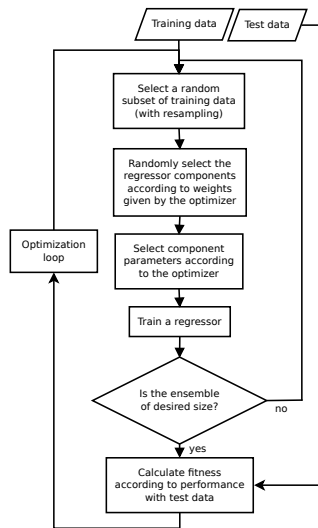 Training data
Test data
Select a random
subset of training data
(with resampling)
Randomly select the
regressor components
according to weights
given by the optimizer
Optimization
loop
Select component
parameters according
to the optimizer
Train a regressor
Is the ensemble
of desired size?
no
yes
Calculate fitness
according to performance
with test data